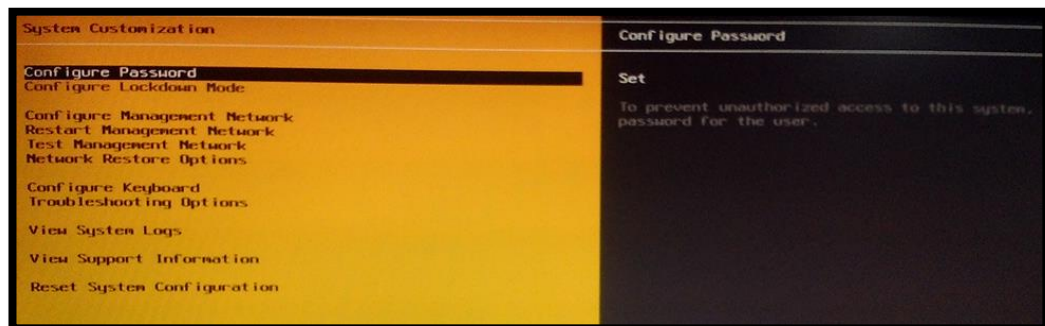 System Customization
Configure Password
Configure Lockdown Mode
Configure Management Network
Restart Management Network
Test Management Network
Network Restore Options
Configure Keyboard
Troubleshooting Options
View System Logs
View Support Information
Reset System Configuration
Configure Password
Set
To prevent unauthorized access to this system,
password for the user.